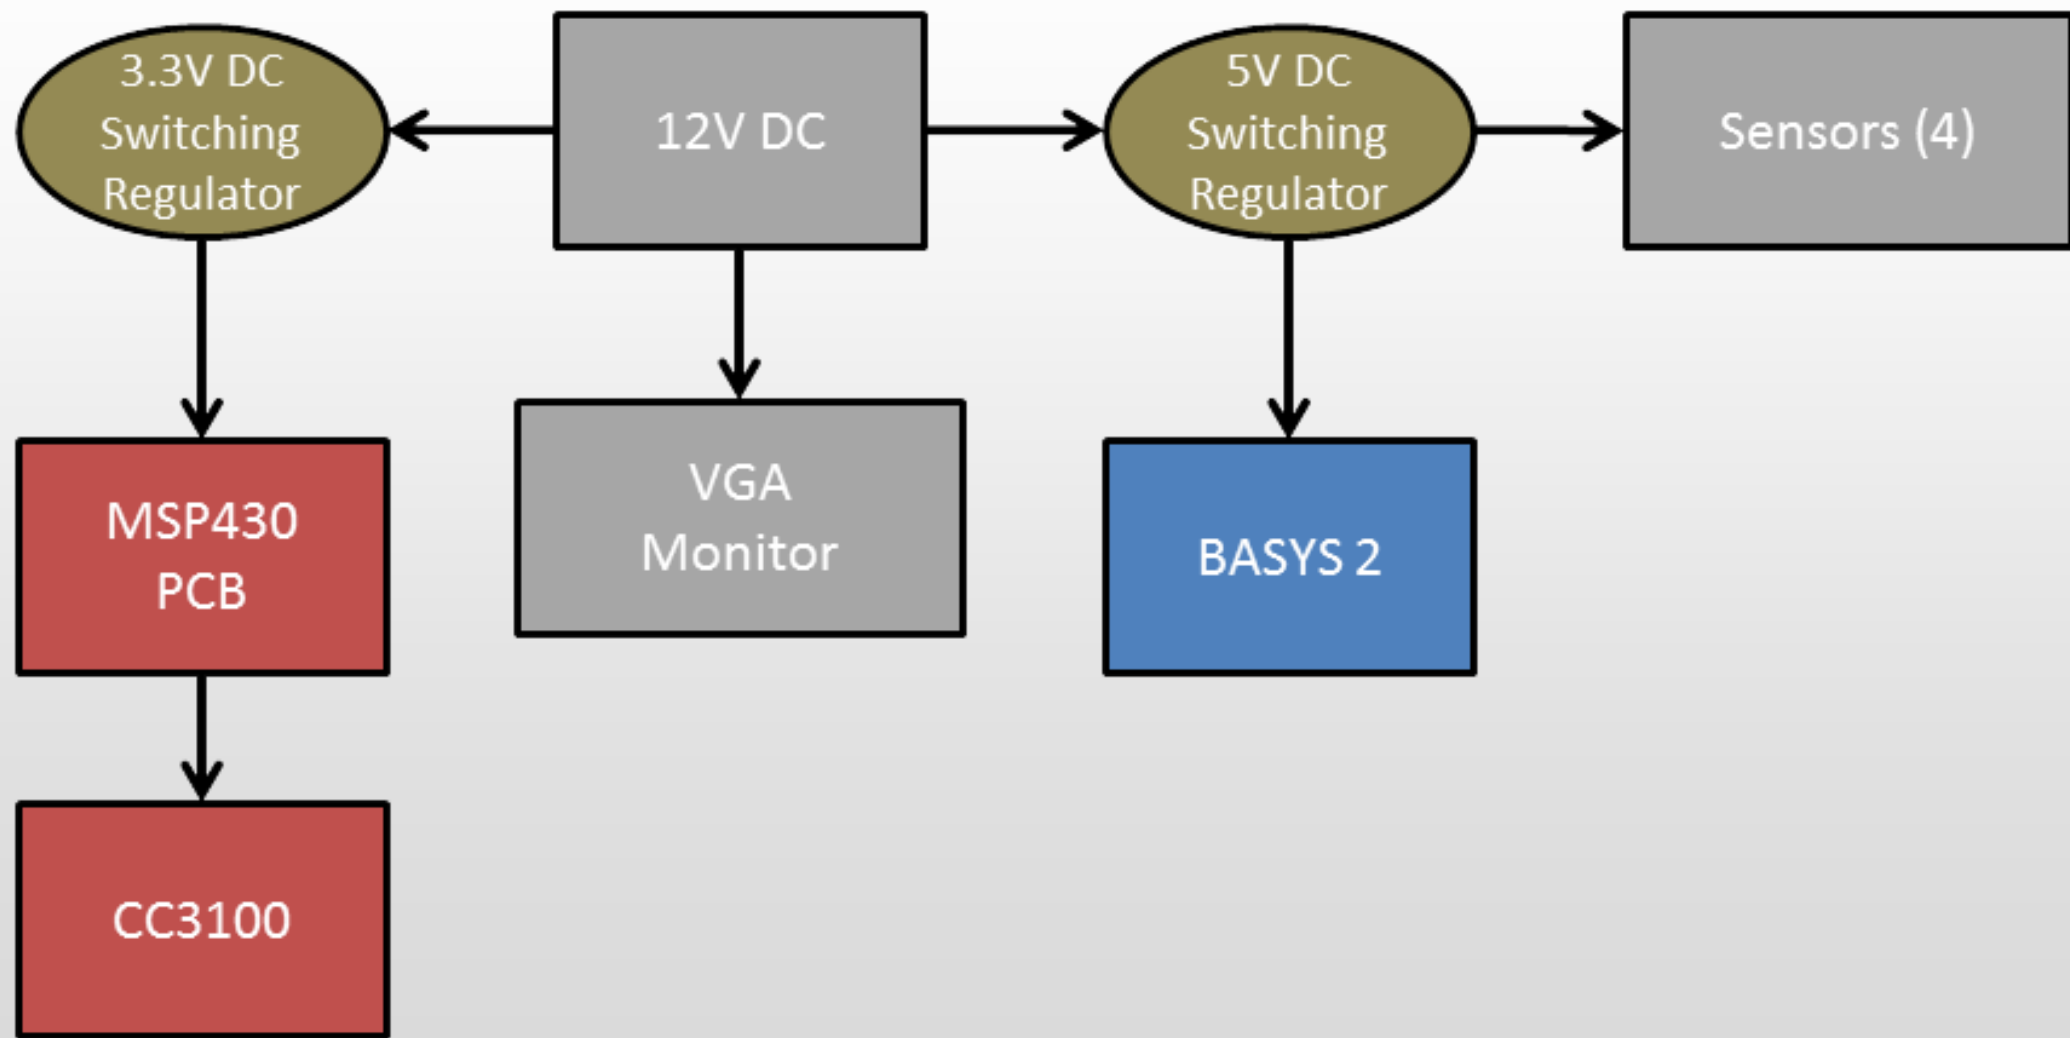 3.3V DC
Switching
Regulator
12V DC
5V DC
Switching
Regulator
Sensors (4)
MSP430
PCB
VGA
Monitor
BASYS 2
CC3100